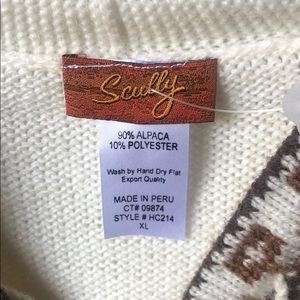 Scully
90% ALPACA
10% POLYESTER
Wash by Hand Dry Flat
Export Quality
MADE IN PERU
CT# 09874
STYLE # HC214
XL